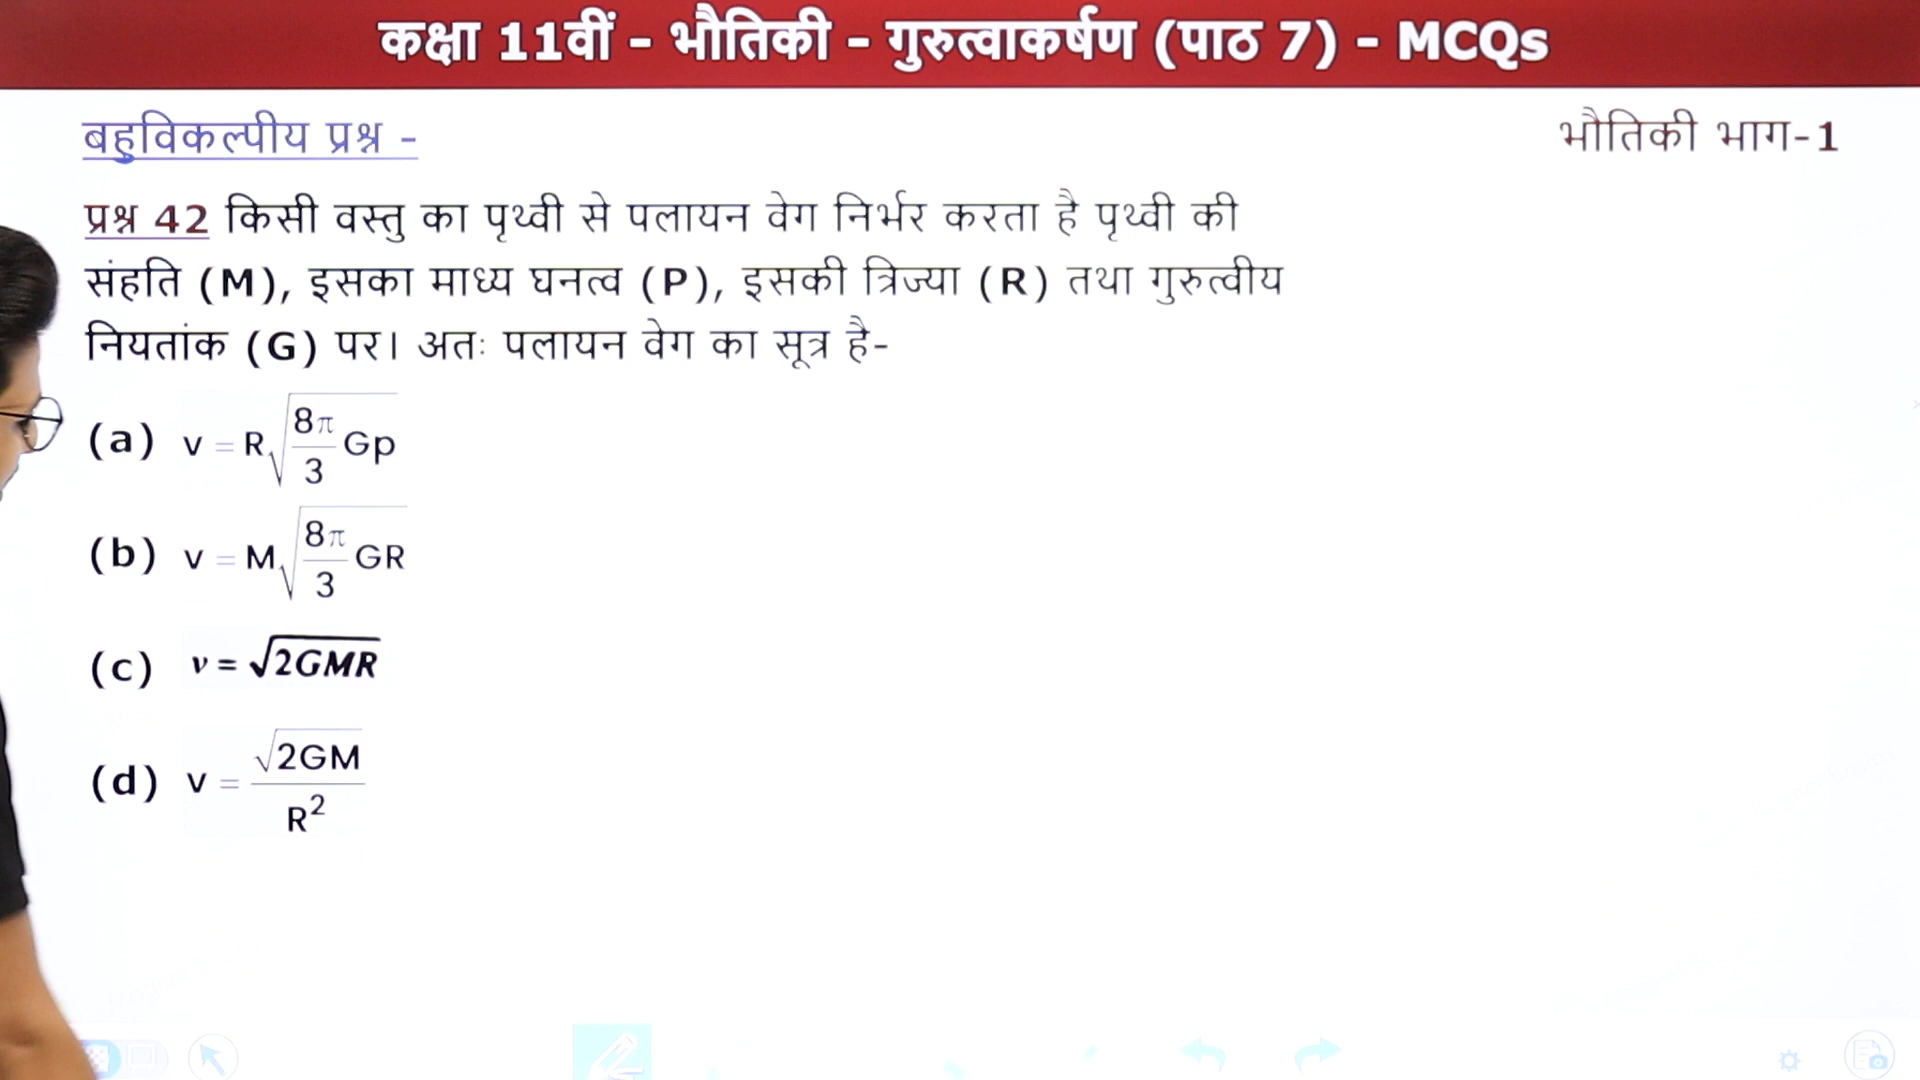 कक्षा 11वीं - भौतिकी - गुरुत्वाकर्षण (पाठ 7) - MCQs
बहुविकल्पीय प्रश्न -
भौतिकी भाग-1
प्रश्न 42 किसी वस्तु का पृथ्वी से पलायन वेग निर्भर करता है पृथ्वी की
संहति (M), इसका माध्य घनत्व (P), इसकी त्रिज्या (R) तथा गुरुत्वीय
नियतांक (G) पर। अतः पलायन वेग का सूत्र है-
(a) v = R√(8π/3 Gp)
(b) v = M√(8π/3 GR)
(c) v = √2GMR
(d) v = √2GM/R²